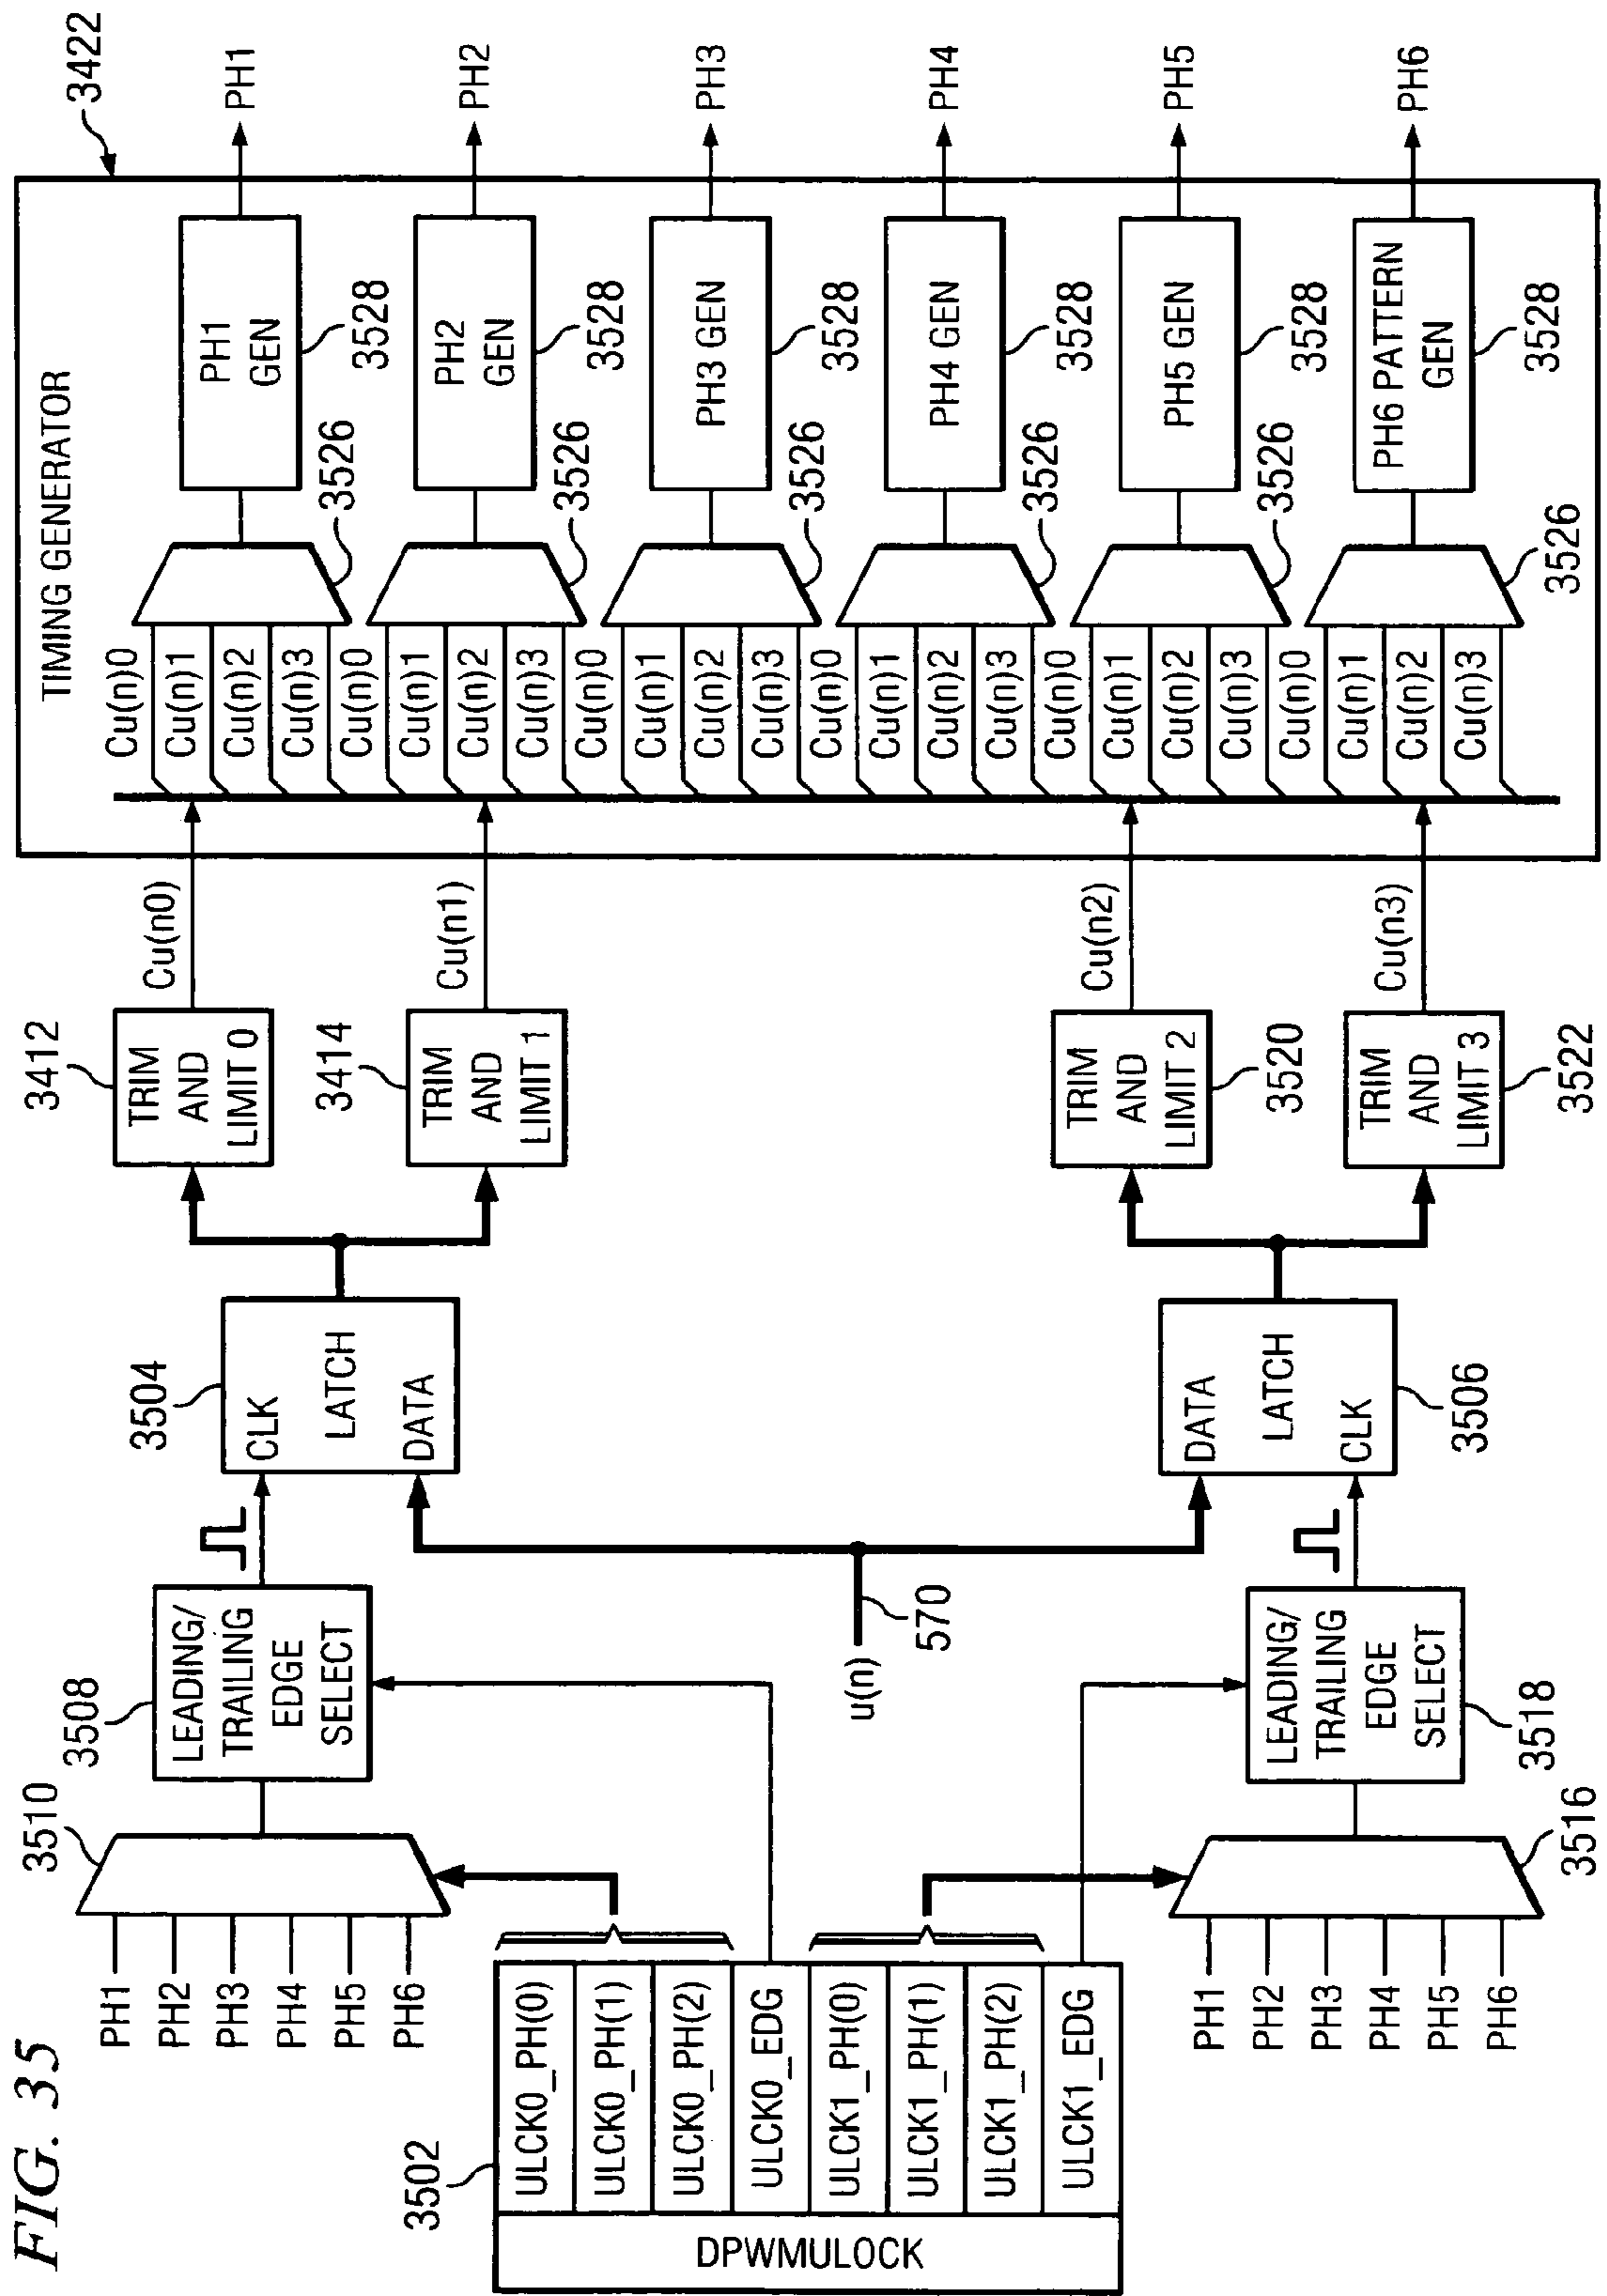 FIG. 35
PH1
PH2
PH3
PH4
PH5
PH6
3510
3508
LEADING/
TRAILING
EDGE
SELECT
3504
CLK
LATCH
DATA
3412
TRIM
AND
LIMIT 0
Cu(n0)
3414
TRIM
AND
LIMIT 1
Cu(n1)
3502
DPWMULOCK
ULCK0_PH(0)
ULCK0_PH(1)
ULCK0_PH(2)
ULCK0_EDG
ULCK1_PH(0)
ULCK1_PH(1)
ULCK1_PH(2)
ULCK1_EDG
u(n)
570
PH1
PH2
PH3
PH4
PH5
PH6
3516
LEADING/
TRAILING
EDGE
SELECT
3518
DATA
LATCH
CLK
3506
TRIM
AND
LIMIT 2
3520
Cu(n2)
TRIM
AND
LIMIT 3
3522
Cu(n3)
TIMING GENERATOR
3422
Cu(n)0
Cu(n)1
Cu(n)2
Cu(n)3
3526
PH1
GEN
3528
PH1
Cu(n)0
Cu(n)1
Cu(n)2
Cu(n)3
3526
PH2
GEN
3528
PH2
Cu(n)0
Cu(n)1
Cu(n)2
Cu(n)3
3526
PH3 GEN
3528
PH3
Cu(n)0
Cu(n)1
Cu(n)2
Cu(n)3
3526
PH4 GEN
3528
PH4
Cu(n)0
Cu(n)1
Cu(n)2
Cu(n)3
3526
PH5 GEN
3528
PH5
Cu(n)0
Cu(n)1
Cu(n)2
Cu(n)3
3526
PH6 PATTERN
GEN
3528
PH6